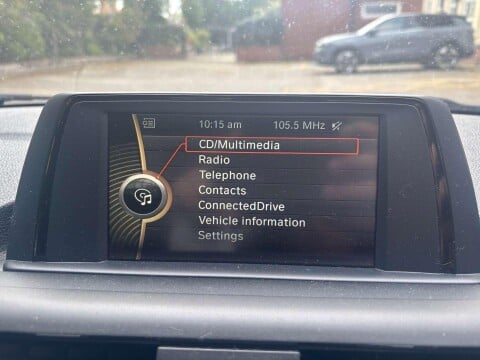 10:15 am 105.5 MHz
CD/Multimedia
Radio
Telephone
Contacts
ConnectedDrive
Vehicle information
Settings